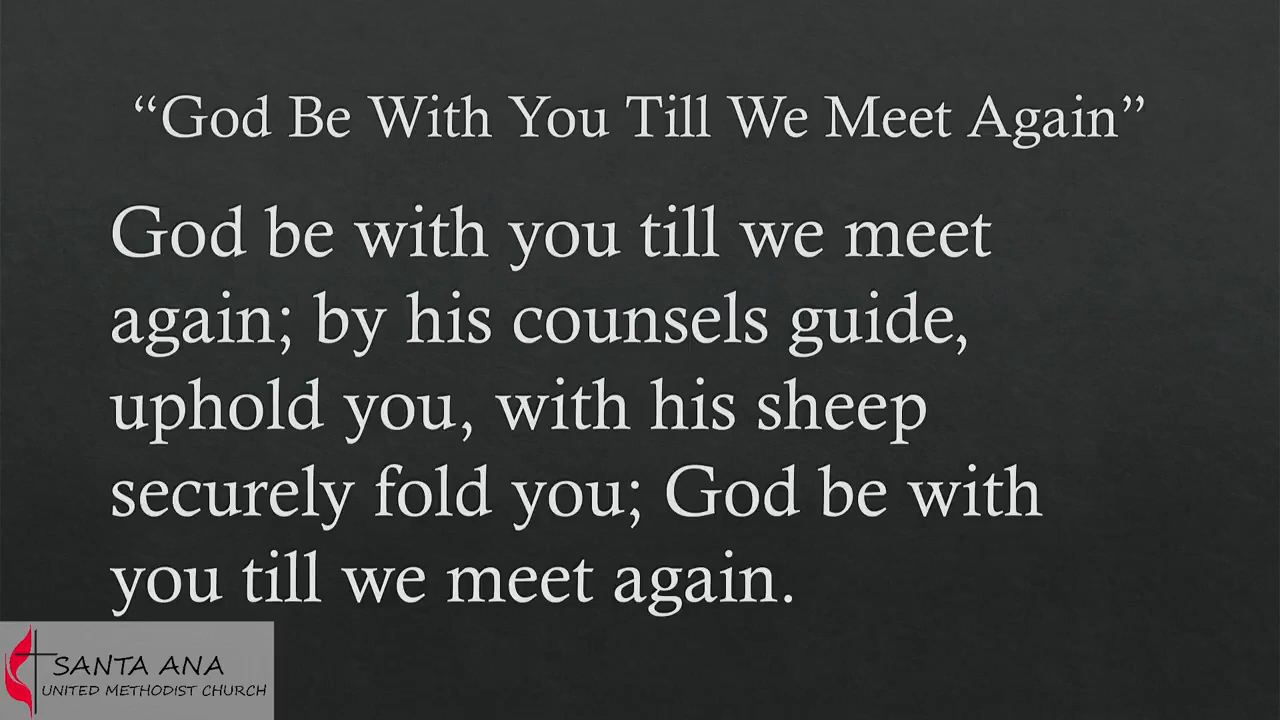 “God Be With You Till We Meet Again”
God be with you till we meet
again; by his counsels guide,
uphold you, with his sheep
securely fold you; God be with
you till we meet again.
SANTA ANA
UNITED METHODIST CHURCH